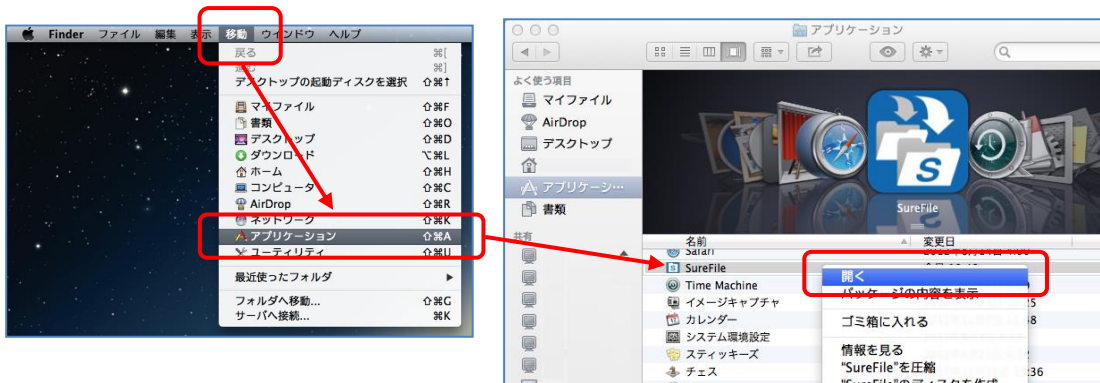 Finder ファイル 編集 表示 移動 ウインドウ ヘルプ
戻る ⌘[
進む ⌘]
デスクトップの起動ディスクを選択 ⇧⌘↑
マイファイル ⇧⌘F
書類 ⇧⌘O
デスクトップ ⇧⌘D
ダウンロード ⌥⌘L
ホーム ⇧⌘H
コンピュータ ⇧⌘C
AirDrop ⇧⌘R
ネットワーク ⇧⌘K
アプリケーション ⇧⌘A
ユーティリティ ⇧⌘U
最近使ったフォルダ
フォルダへ移動... ⇧⌘G
サーバへ接続... ⌘K
アプリケーション
よく使う項目
マイファイル
AirDrop
デスクトップ
アプリケーシ…
書類
共有
S
SureFile
名前 変更日
Safari
SureFile
Time Machine
イメージキャプチャ
カレンダー
システム環境設定
スティッキーズ
チェス
開く
パッケージの内容を表示
ゴミ箱に入れる
情報を見る
"SureFile"を圧縮
"SureFile"のディスクを作成